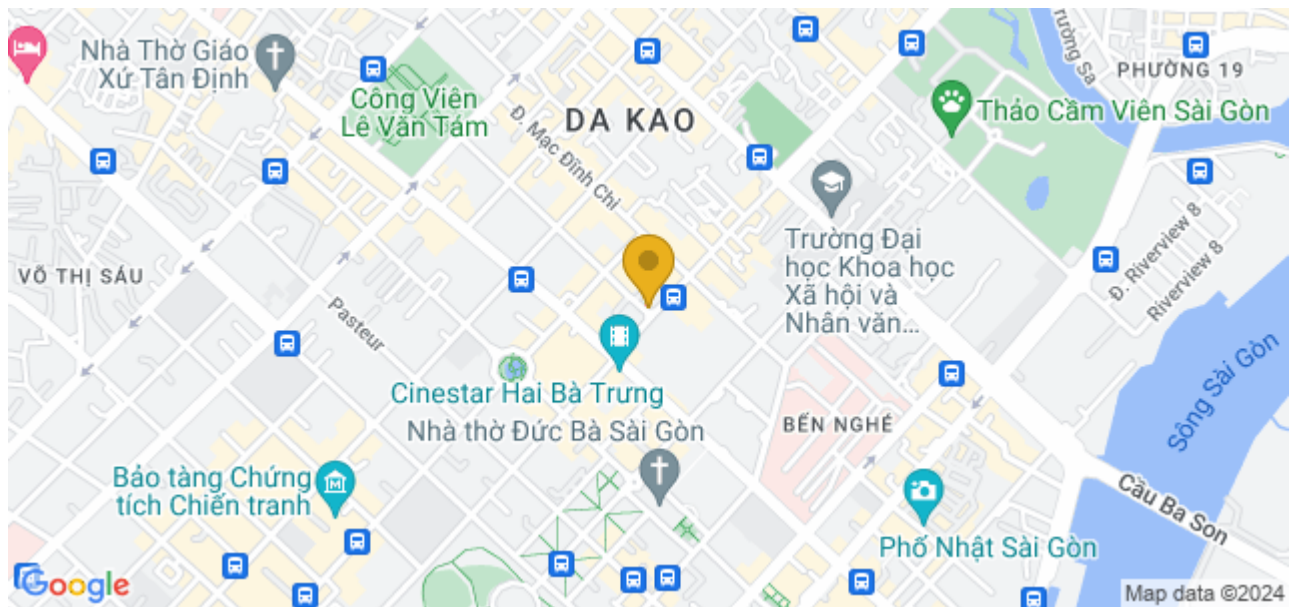 Nhà Thờ Giáo
Xứ Tân Định
Công Viên
Lê Văn Tám
Đ. Mạc Đĩnh Chi
DA KAO
Trường Sa
PHƯỜNG 19
Thảo Cầm Viên Sài Gòn
Trường Đại
học Khoa học
Xã hội và
Nhân văn...
Đ. Riverview 8
Riverview 8
VÕ THỊ SÁU
Pasteur
Cinestar Hai Bà Trưng
Nhà thờ Đức Bà Sài Gòn
BẾN NGHÉ
Sông Sài Gòn
Bảo tàng Chứng
tích Chiến tranh
Phố Nhật Sài Gòn
Cầu Ba Son
Google
Map data ©2024